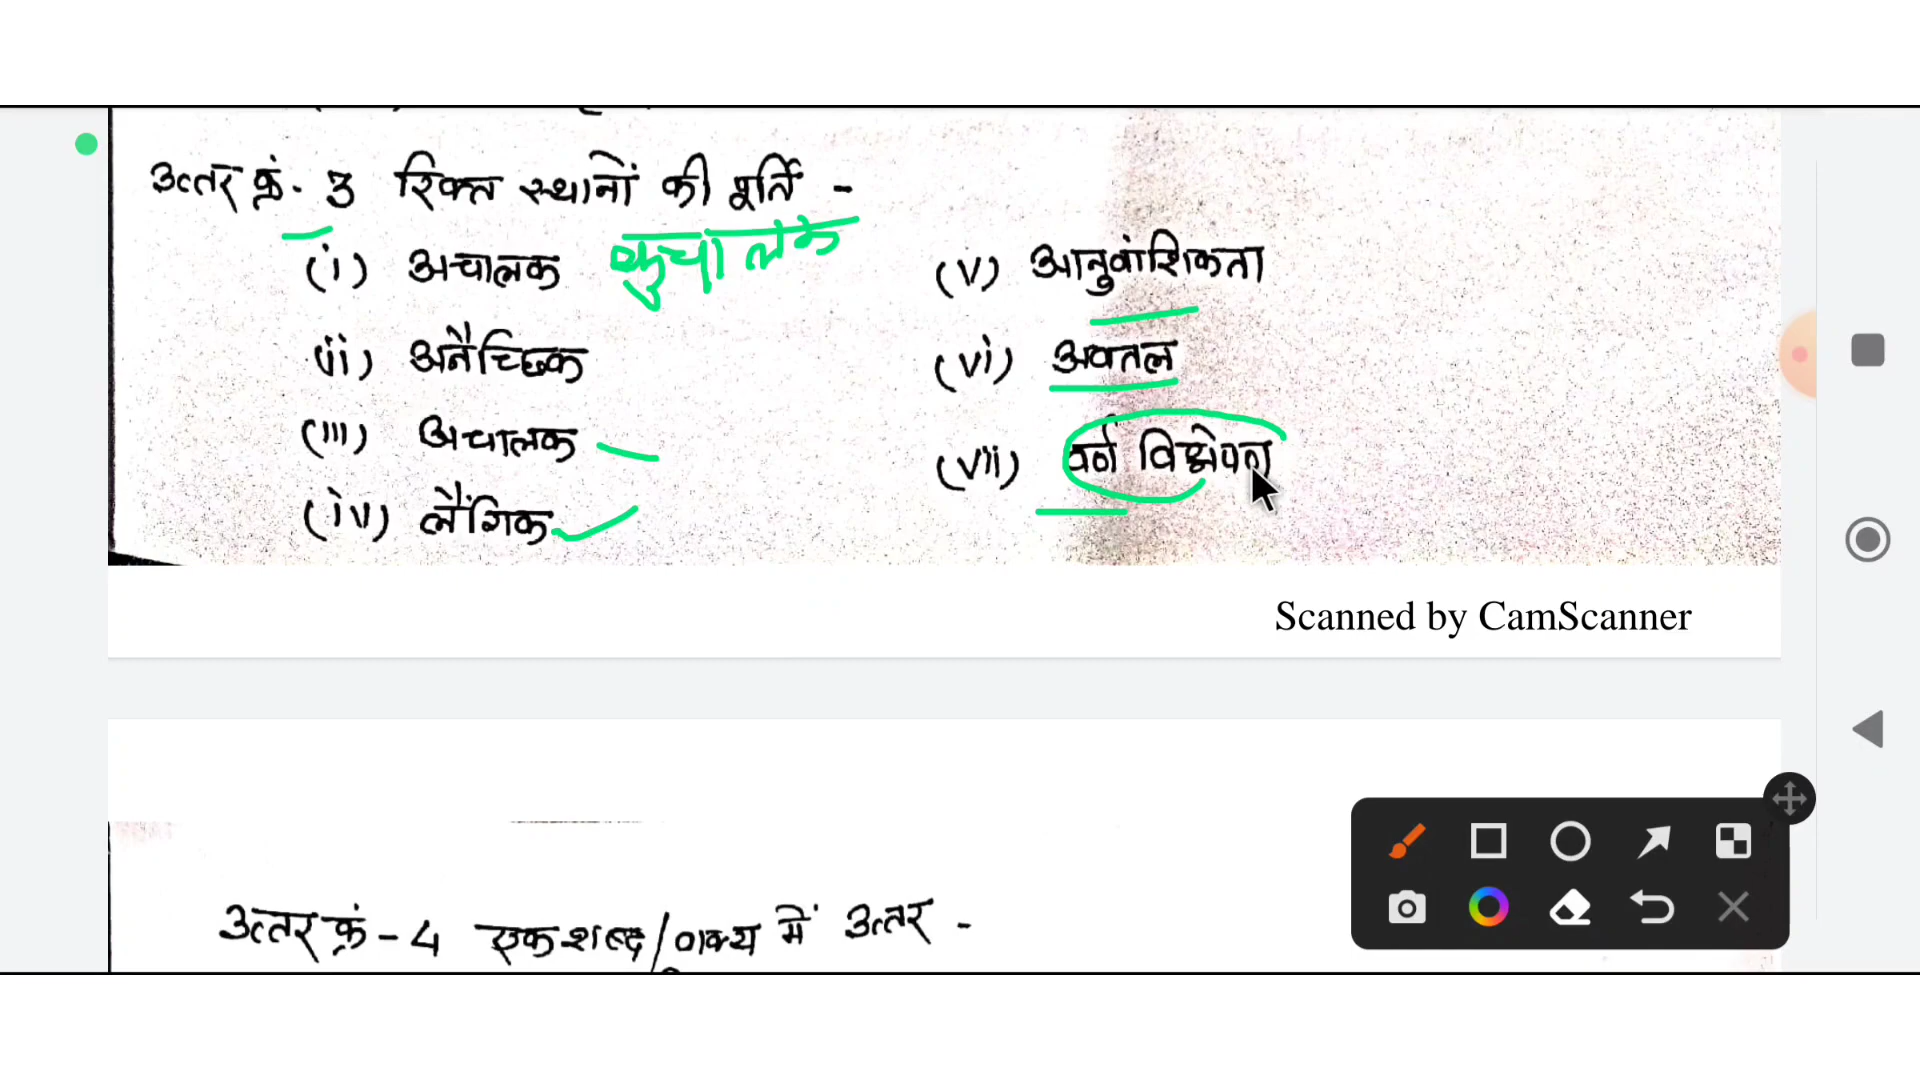 उत्तर क्रं. 3 रिक्त स्थानों की पूर्ति -
(i) अचालक कुचालक
(ii) अनैच्छिक
(iii) अचालक
(iv) लैंगिक
(v) आनुवांशिकता
(vi) अवतल
(vii) वर्ण विक्षेपण
Scanned by CamScanner
उत्तर क्रं - 4 एक शब्द/वाक्य में उत्तर -